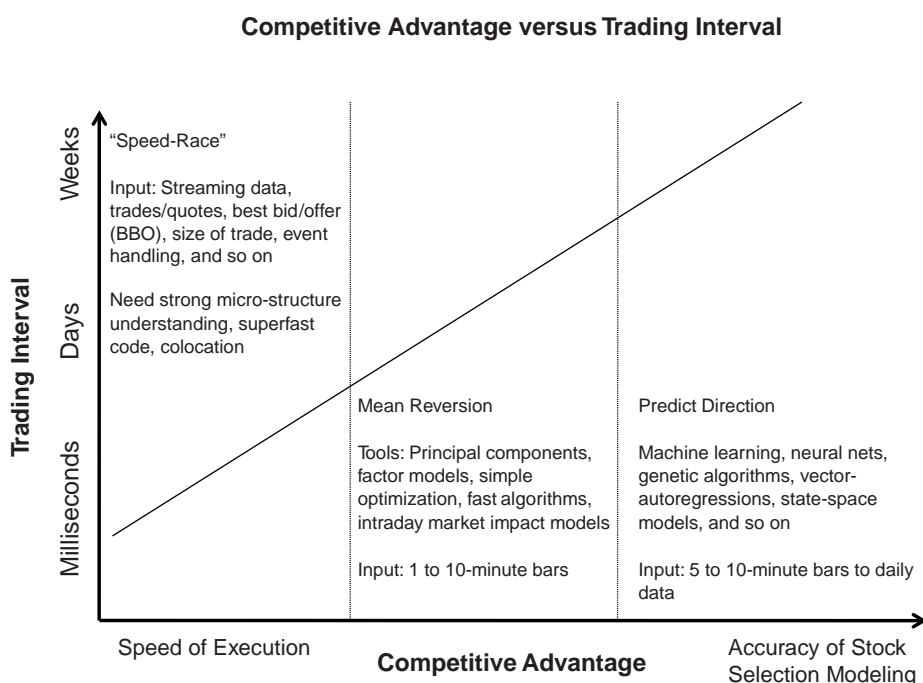 Competitive Advantage versus Trading Interval
Trading Interval
Weeks
Days
Milliseconds
“Speed-Race”
Input: Streaming data,
trades/quotes, best bid/offer
(BBO), size of trade, event
handling, and so on
Need strong micro-structure
understanding, superfast
code, colocation
Mean Reversion
Tools: Principal components,
factor models, simple
optimization, fast algorithms,
intraday market impact models
Input: 1 to 10-minute bars
Predict Direction
Machine learning, neural nets,
genetic algorithms, vector-
autoregressions, state-space
models, and so on
Input: 5 to 10-minute bars to daily
data
Speed of Execution
Competitive Advantage
Accuracy of Stock
Selection Modeling